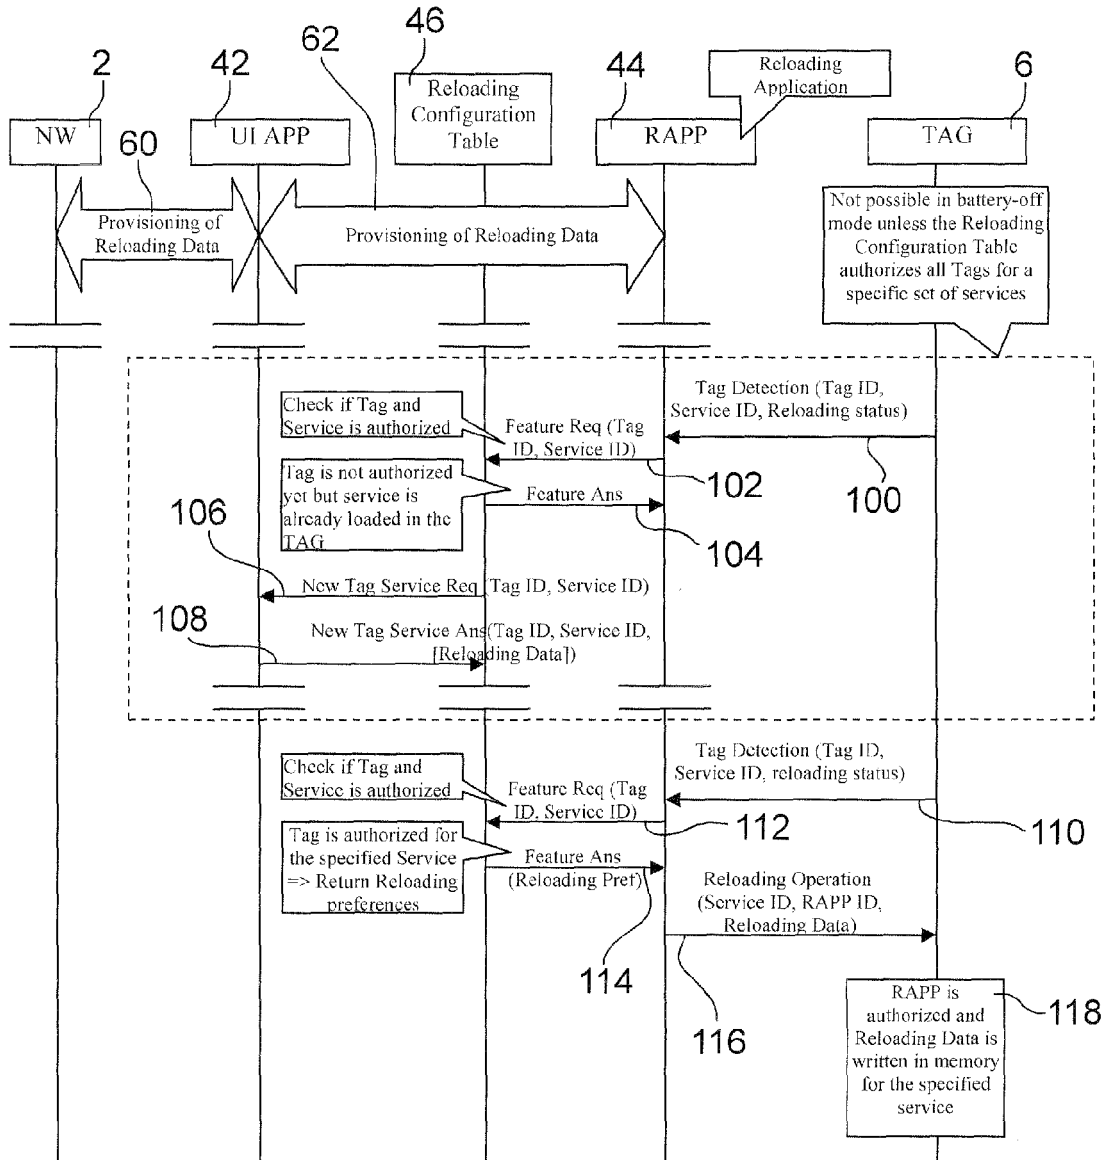 2
42
62
46
44
Reloading
Application
6
NW
UI APP
Reloading
Configuration
Table
RAPP
TAG
60
Provisioning of
Reloading Data
Provisioning of Reloading Data
Not possible in battery-off
mode unless the Reloading
Configuration Table
authorizes all Tags for a
specific set of services
Tag Detection (Tag ID,
Service ID, Reloading status)
100
Check if Tag and
Service is authorized
Feature Req (Tag
ID, Service ID)
102
Tag is not authorized
yet but service is
already loaded in the
TAG
Feature Ans
104
106
New Tag Service Req (Tag ID, Service ID)
108
New Tag Service Ans(Tag ID, Service ID,
[Reloading Data])
Tag Detection (Tag ID,
Service ID, reloading status)
110
Check if Tag and
Service is authorized
Feature Req (Tag
ID, Service ID)
112
Tag is authorized for
the specified Service
=> Return Reloading
preferences
Feature Ans
(Reloading Pref)
114
Reloading Operation
(Service ID, RAPP ID,
Reloading Data)
116
RAPP is
authorized and
Reloading Data is
written in memory
for the specified
service
118